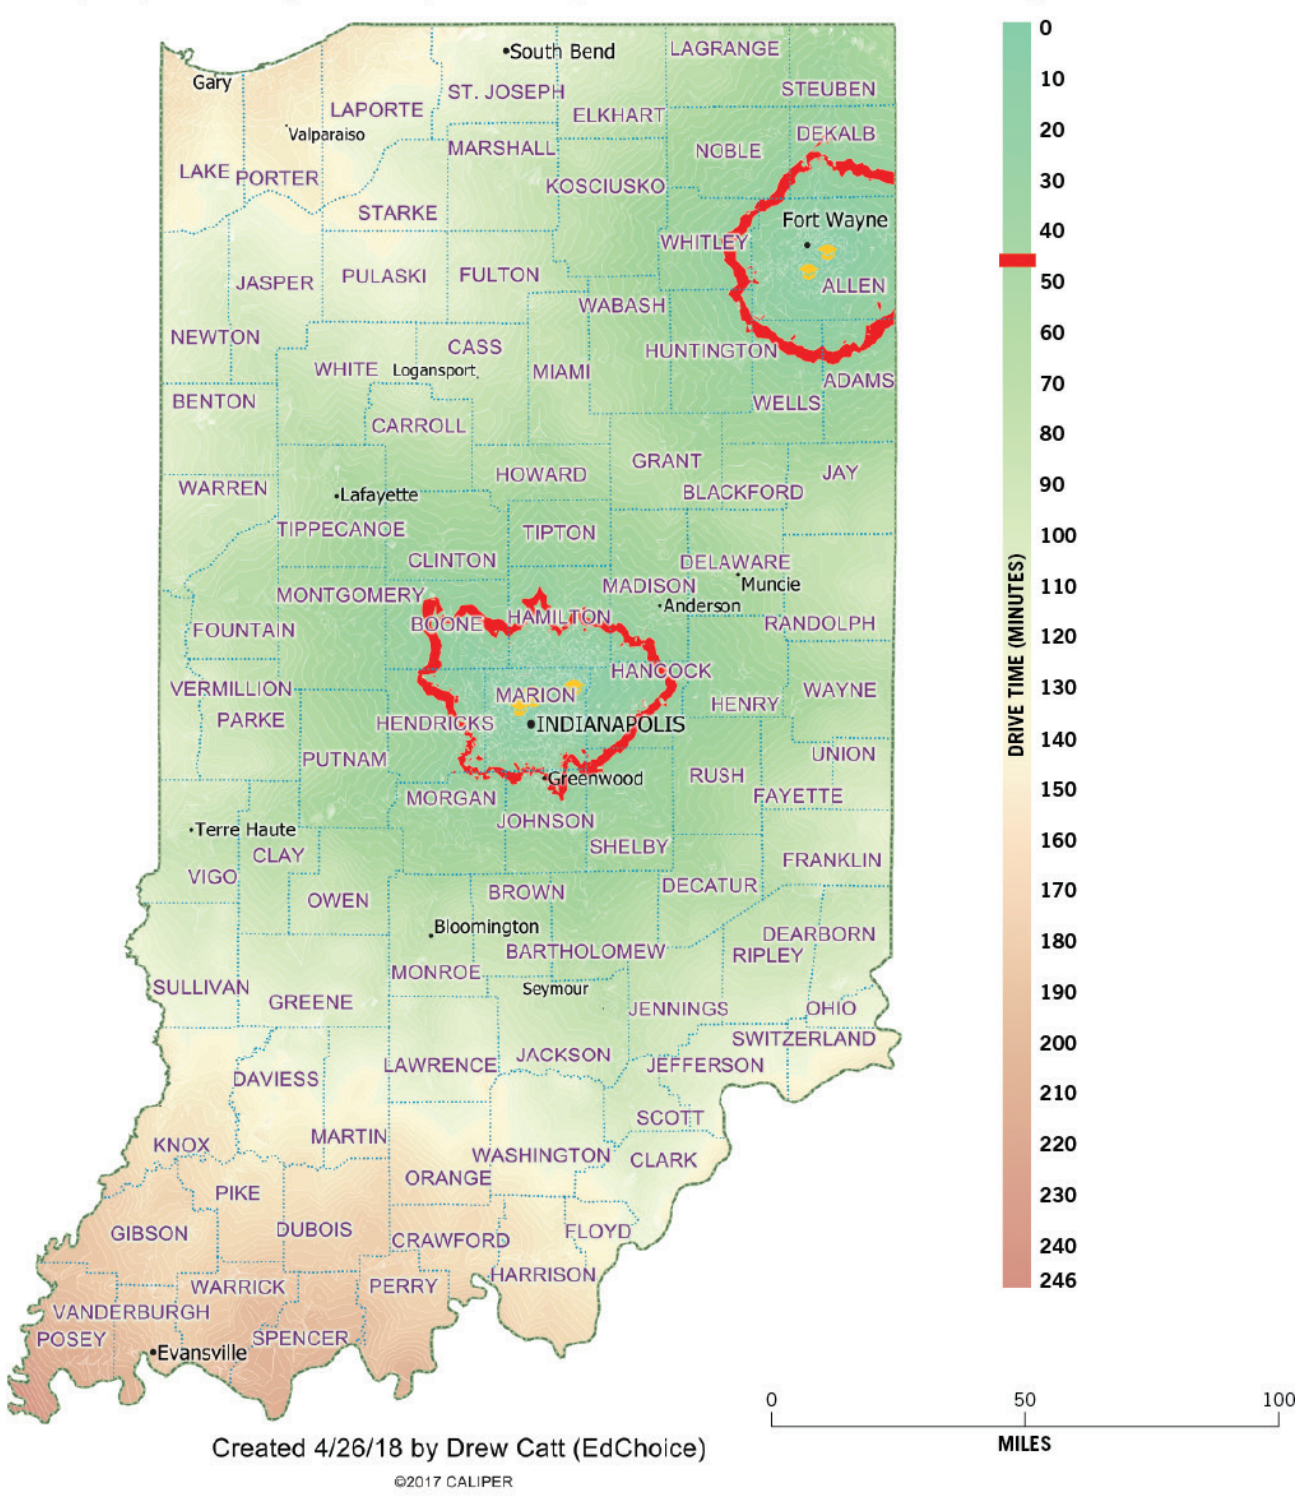 0
South Bend
LAGRANGE
10
Gary
STEUBEN
ST. JOSEPH
LAPORTE
ELKHART
20
Valparaiso
DEKALB
MARSHALL
NOBLE
30
LAKE
PORTER
KOSCIUSKO
STARKE
Fort Wayne
40
WHITLEY
JASPER
PULASKI
FULTON
50
ALLEN
WABASH
60
NEWTON
CASS
HUNTINGTON
WHITE
Logansport
MIAMI
ADAMS
70
BENTON
WELLS
CARROLL
80
GRANT
HOWARD
JAY
90
WARREN
Lafayette
BLACKFORD
TIPPECANOE
TIPTON
100
CLINTON
DELAWARE
MADISON
Muncie
110
MONTGOMERY
Anderson
BOONE
HAMILTON
RANDOLPH
FOUNTAIN
120
HANCOCK
VERMILLION
MARION
WAYNE
130
HENRY
PARKE
HENDRICKS
INDIANAPOLIS
140
PUTNAM
UNION
Greenwood
RUSH
MORGAN
FAYETTE
150
JOHNSON
Terre Haute
160
CLAY
SHELBY
FRANKLIN
VIGO
DECATUR
170
OWEN
BROWN
Bloomington
DEARBORN
180
BARTHOLOMEW
RIPLEY
MONROE
SULLIVAN
Seymour
190
GREENE
JENNINGS
OHIO
SWITZERLAND
200
LAWRENCE
JACKSON
JEFFERSON
DAVIESS
210
SCOTT
KNOX
MARTIN
220
WASHINGTON
CLARK
ORANGE
PIKE
230
GIBSON
DUBOIS
CRAWFORD
FLOYD
240
HARRISON
WARRICK
PERRY
246
VANDERBURGH
POSEY
SPENCER
Evansville
DRIVE TIME (MINUTES)
0 50 100
MILES
Created 4/26/18 by Drew Catt (EdChoice)
©2017 CALIPER